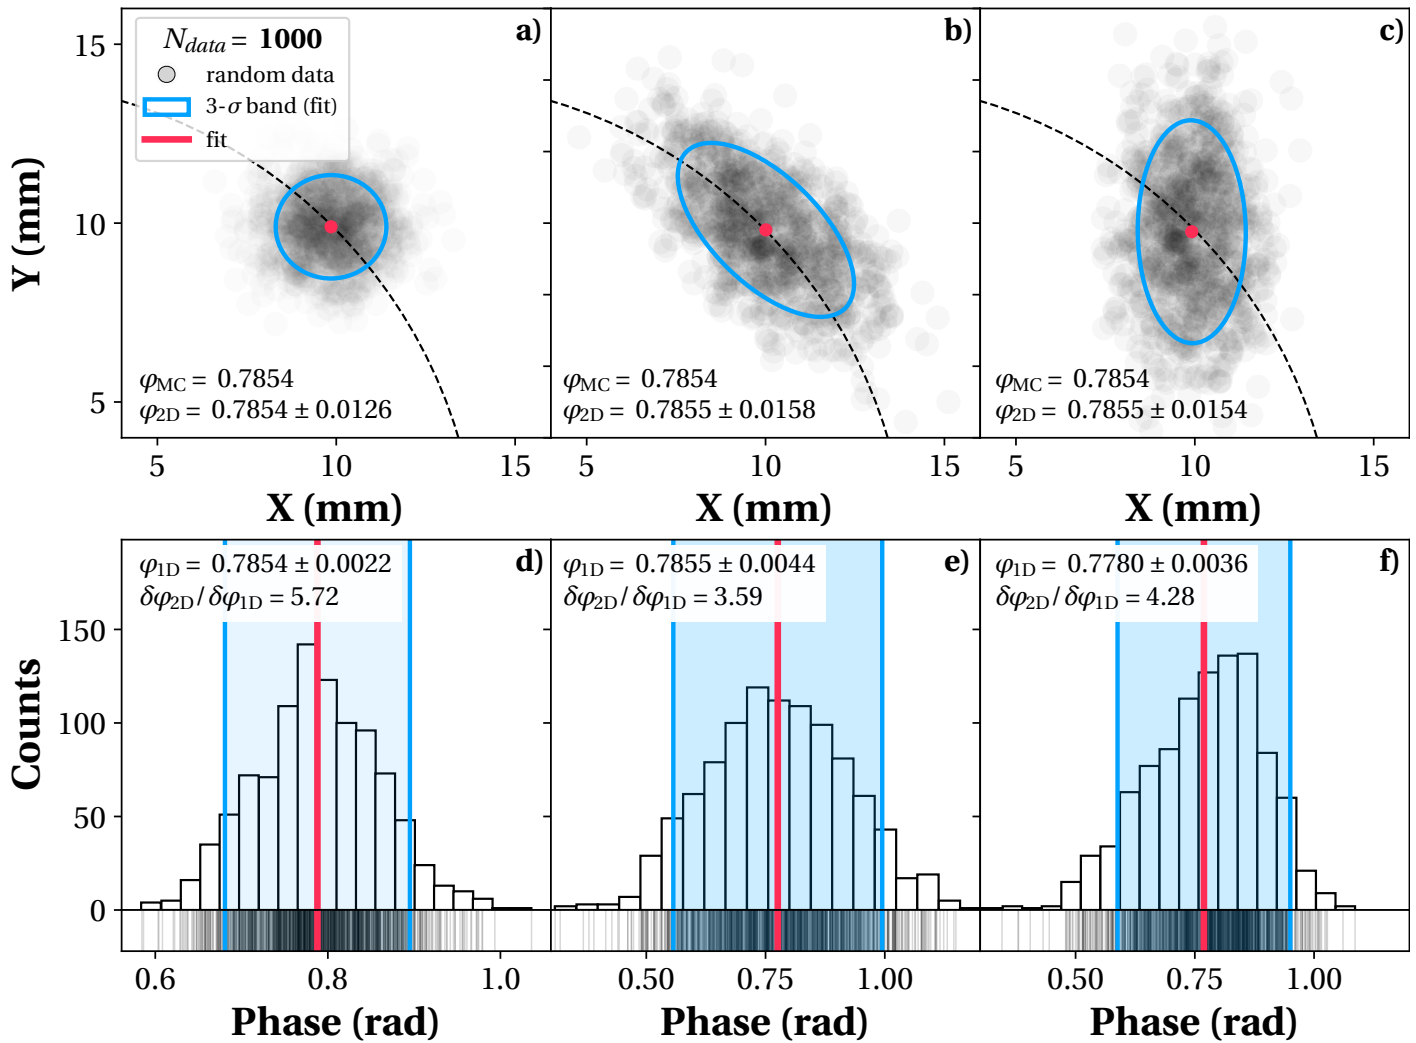 a)
N_data = 1000
random data
3-σ band (fit)
fit
φ_MC = 0.7854
φ_2D = 0.7854 ± 0.0126
b)
φ_MC = 0.7854
φ_2D = 0.7855 ± 0.0158
c)
φ_MC = 0.7854
φ_2D = 0.7855 ± 0.0154
Y (mm)
15
10
5
5 10 15
5 10 15
5 10 15
X (mm)
X (mm)
X (mm)
d)
φ_1D = 0.7854 ± 0.0022
δφ_2D/δφ_1D = 5.72
e)
φ_1D = 0.7855 ± 0.0044
δφ_2D/δφ_1D = 3.59
f)
φ_1D = 0.7780 ± 0.0036
δφ_2D/δφ_1D = 4.28
Counts
150
100
50
0
0.6 0.8 1.0
0.50 0.75 1.00
0.50 0.75 1.00
Phase (rad)
Phase (rad)
Phase (rad)